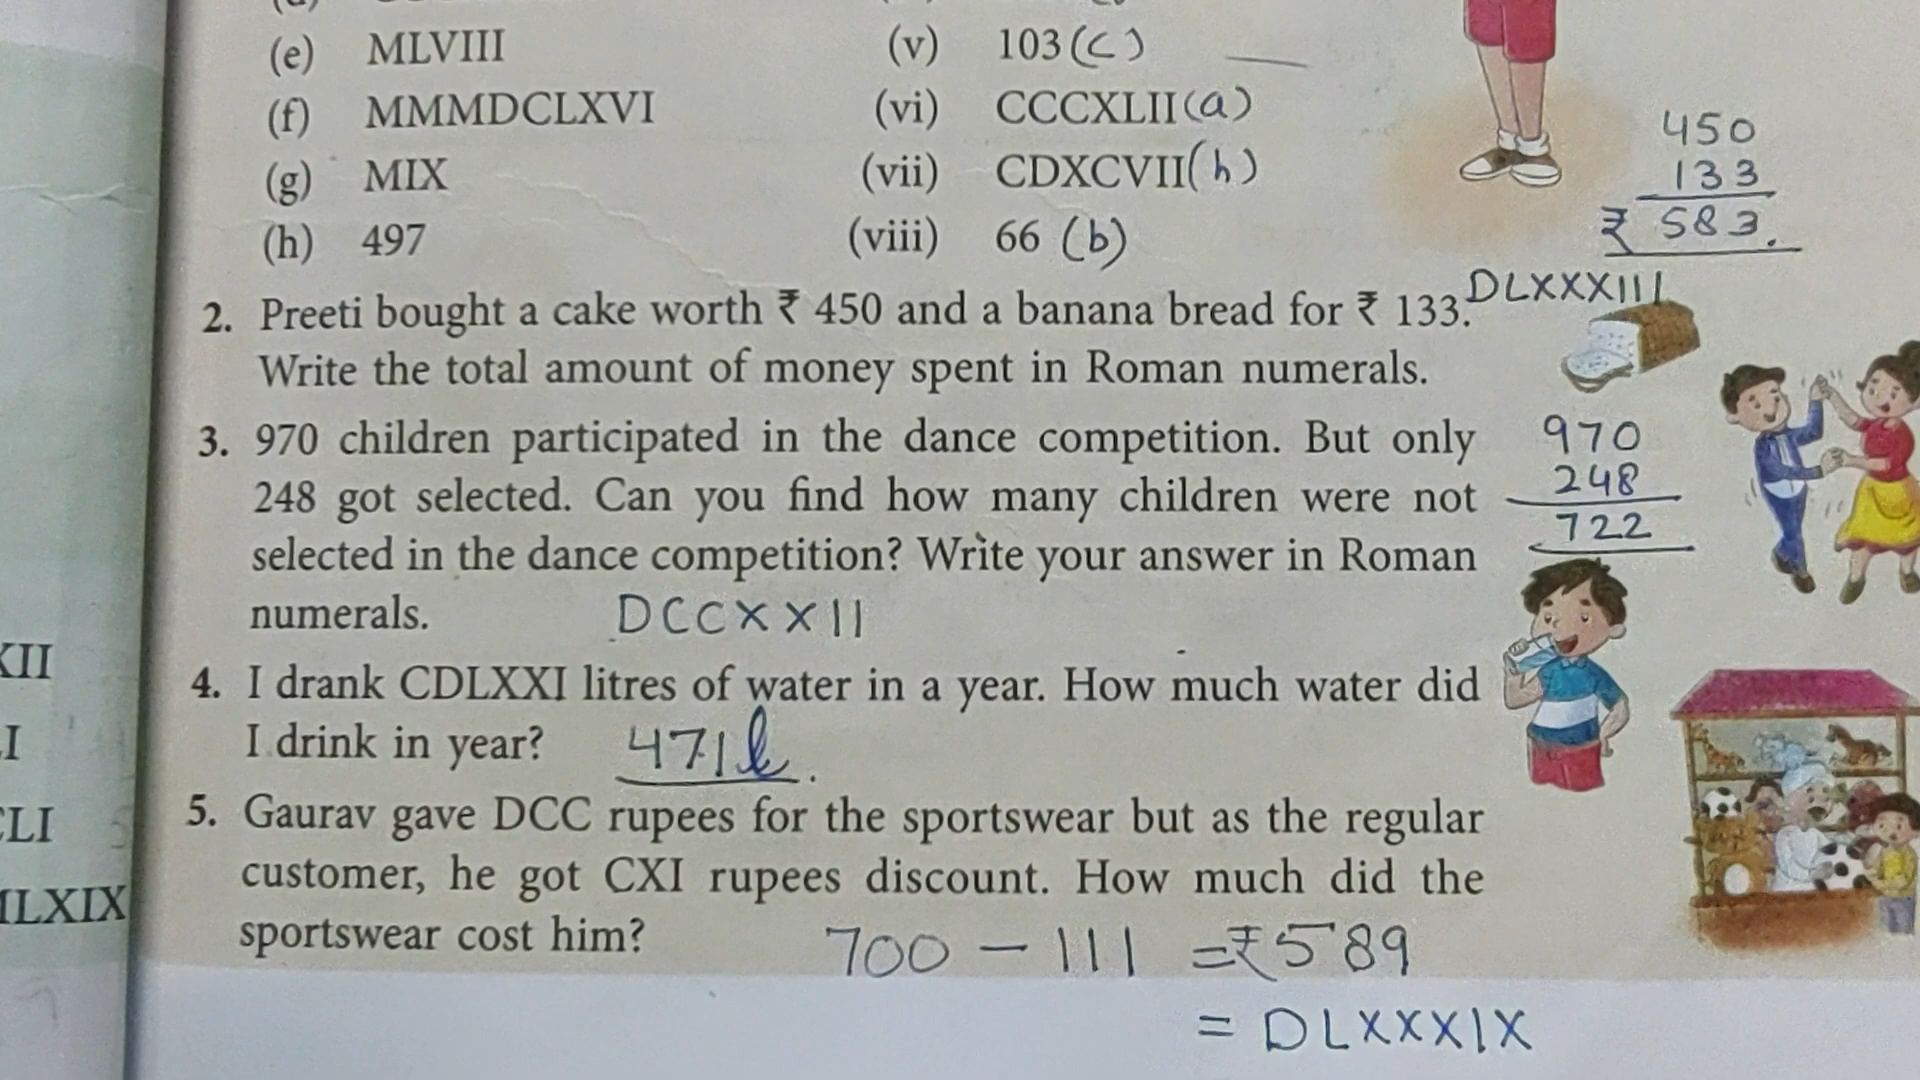 (e) MLVIII (v) 103 (c)
(f) MMMDCLXVI (vi) CCCXLII (a)
(g) MIX (vii) CDXCVII (h)
(h) 497 (viii) 66 (b)
450
133
₹ 583.
2. Preeti bought a cake worth ₹ 450 and a banana bread for ₹ 133. DLXXXIII
Write the total amount of money spent in Roman numerals.
3. 970 children participated in the dance competition. But only
248 got selected. Can you find how many children were not
selected in the dance competition? Write your answer in Roman
numerals. DCCXXII
970
248
722
4. I drank CDLXXI litres of water in a year. How much water did
I drink in year? 471 l.
5. Gaurav gave DCC rupees for the sportswear but as the regular
customer, he got CXI rupees discount. How much did the
sportswear cost him? 700 - 111 = ₹589
= DLXXXIX